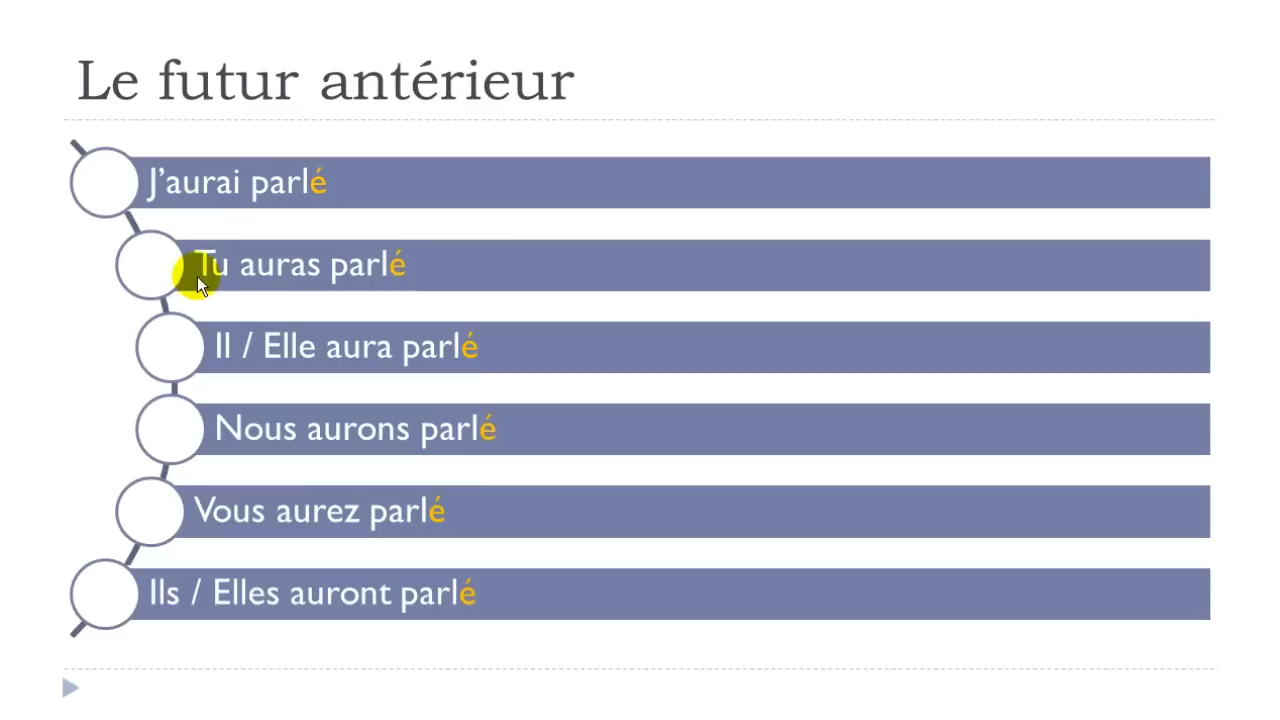 Le futur antérieur
J’aurai parlé
Tu auras parlé
Il / Elle aura parlé
Nous aurons parlé
Vous aurez parlé
Ils / Elles auront parlé